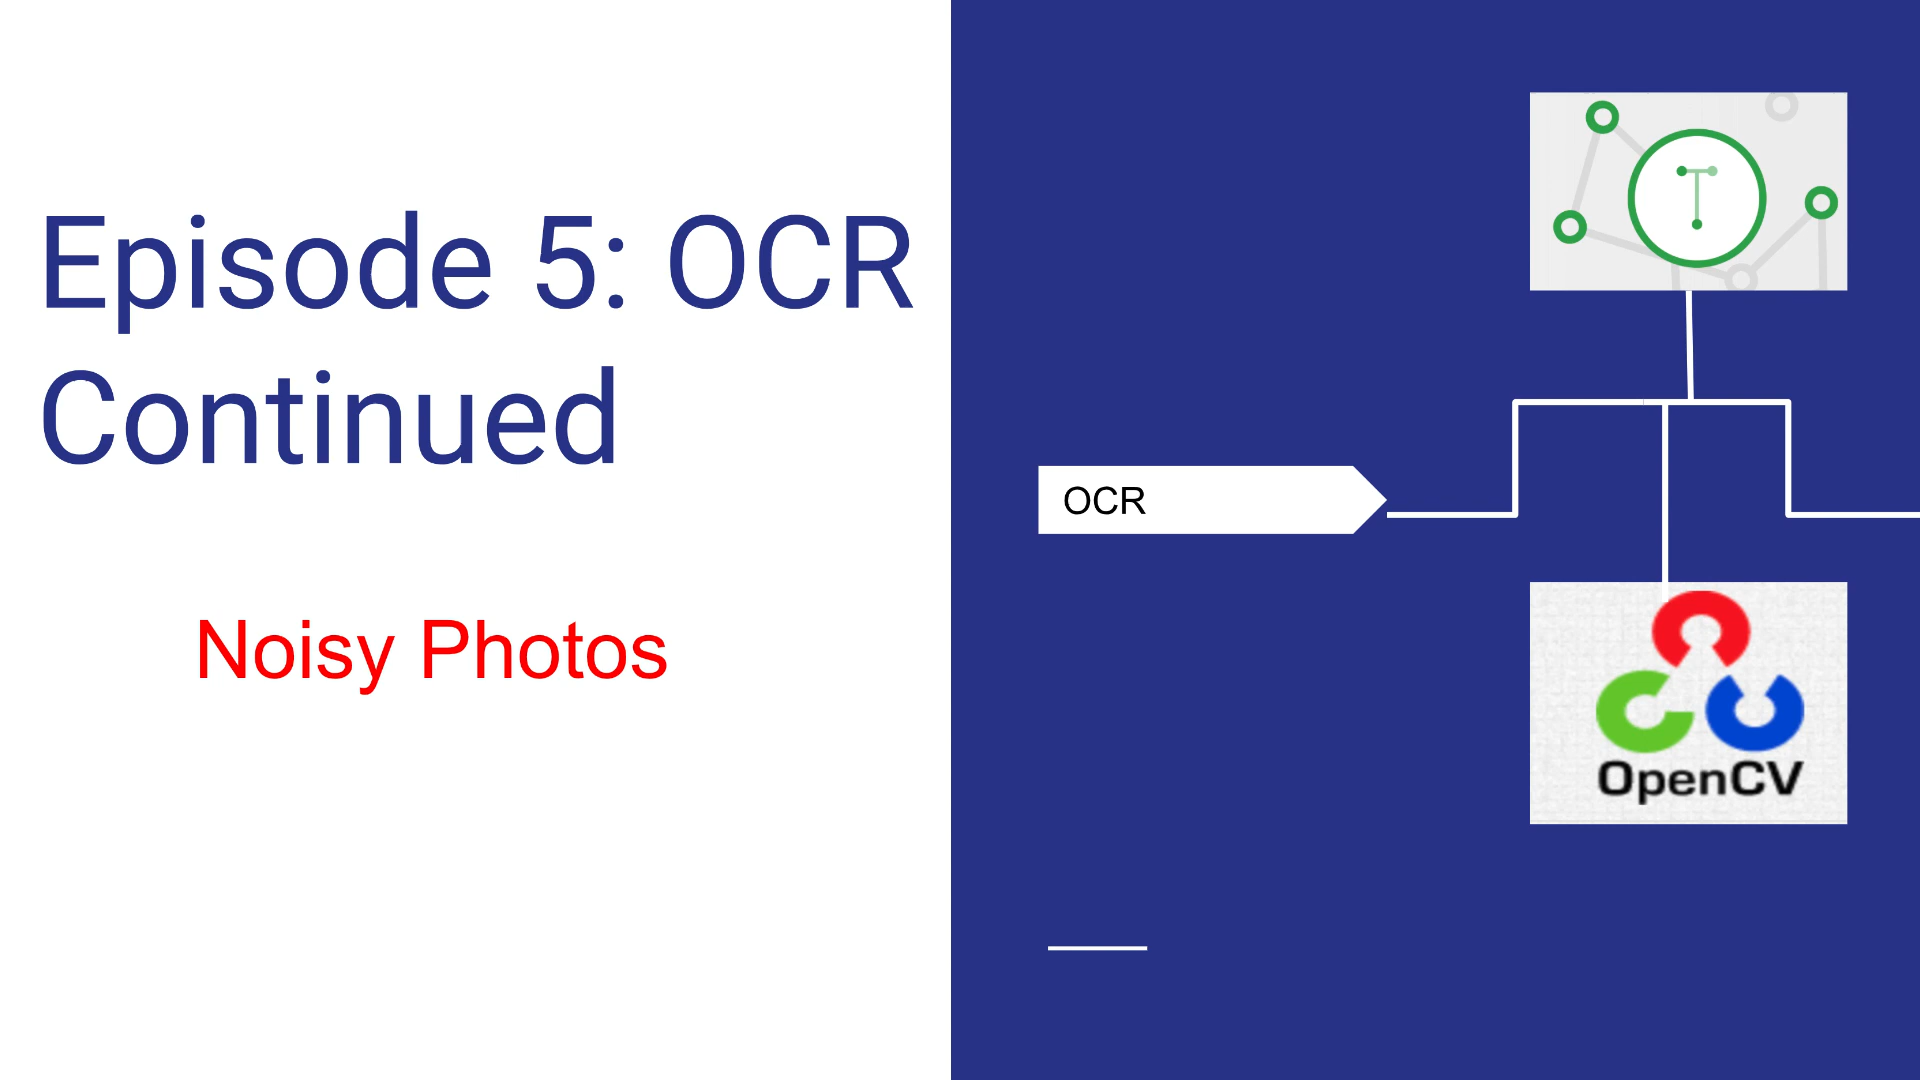 Episode 5: OCR
Continued
Noisy Photos
OCR
OpenCV